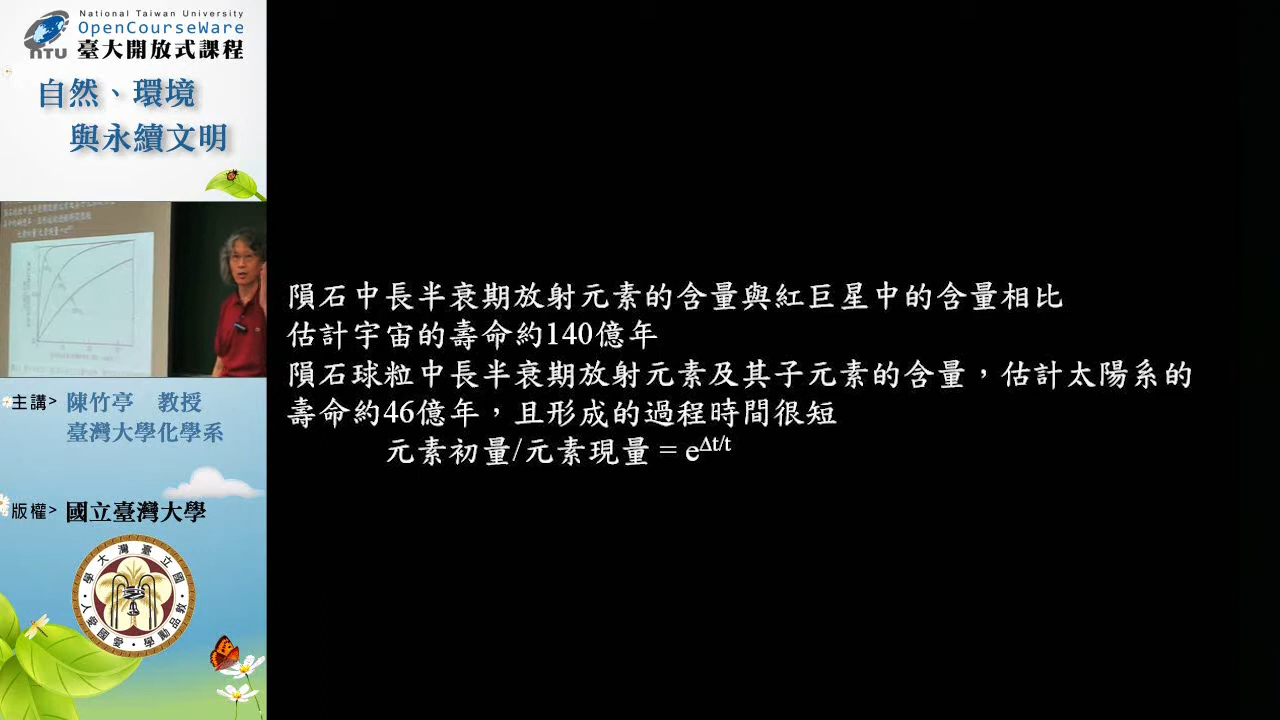 National Taiwan University
OpenCourseWare
NTU 臺大開放式課程
自然、環境
與永續文明
隕石中長半衰期放射元素的含量與紅巨星中的含量相比
估計宇宙的壽命約140億年
隕石球粒中長半衰期放射元素及其子元素的含量，估計太陽系的
壽命約46億年，且形成的過程時間很短
元素初量/元素現量 = e^Δt/t
主講> 陳竹亭 教授
臺灣大學化學系
版權> 國立臺灣大學